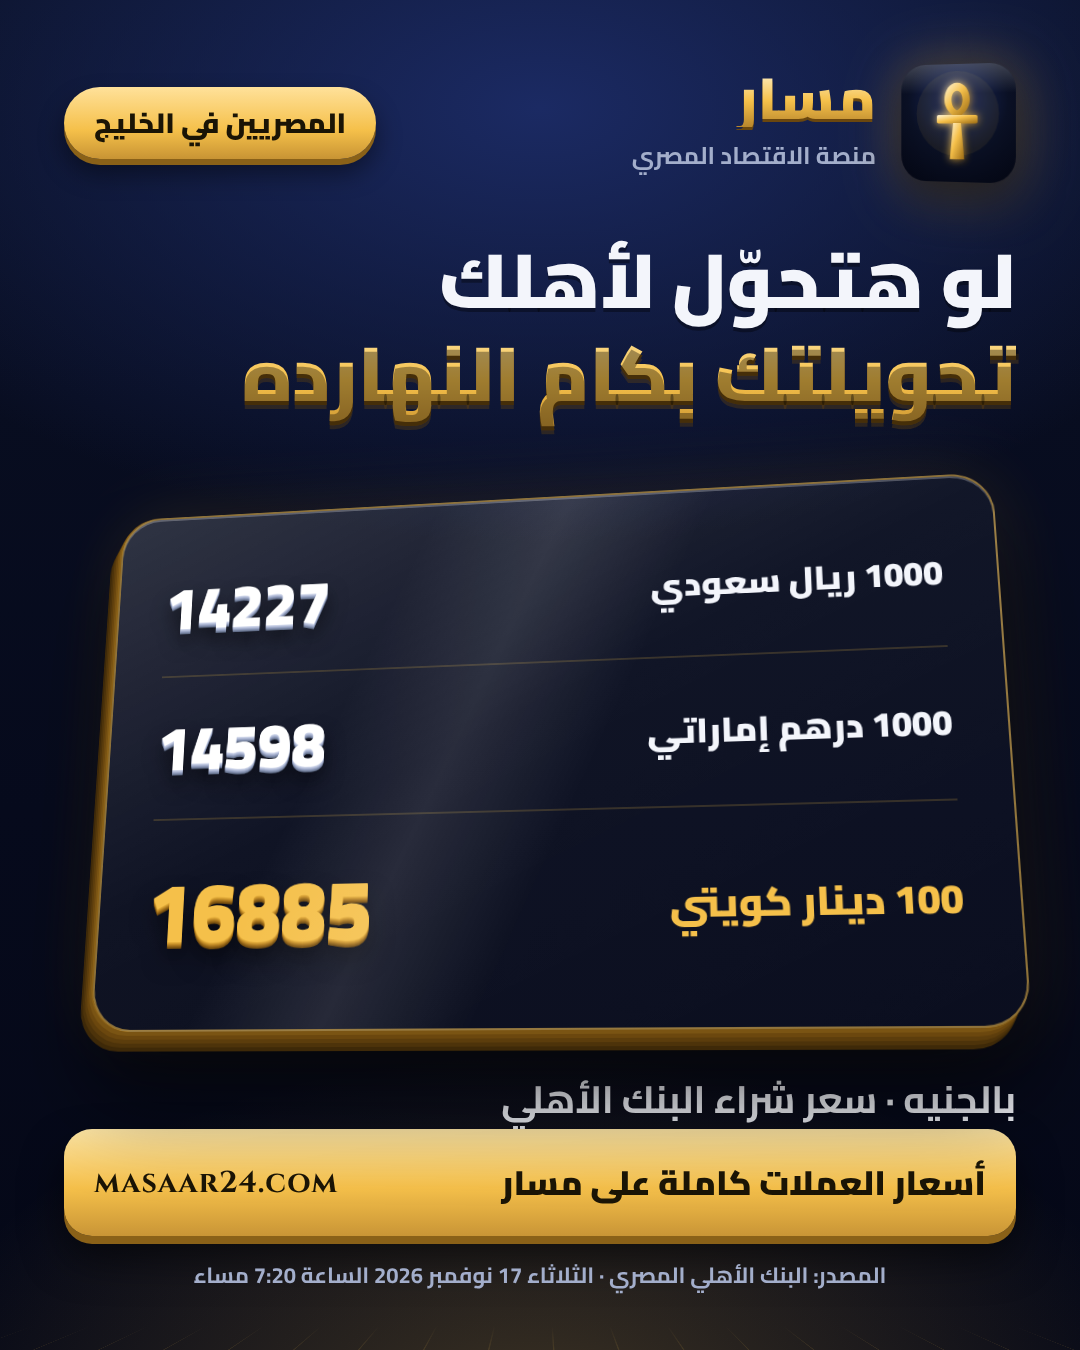 مسار
منصة الاقتصاد المصري
المصريين في الخليج
لو هتحوّل لأهلك
تحويلتك بكام النهارده
1000 ريال سعودي 14227
1000 درهم إماراتي 14598
100 دينار كويتي 16885
بالجنيه · سعر شراء البنك الأهلي
أسعار العملات كاملة على مسار MASAAR24.COM
المصدر: البنك الأهلي المصري · الثلاثاء 17 نوفمبر 2026 الساعة 7:20 مساء